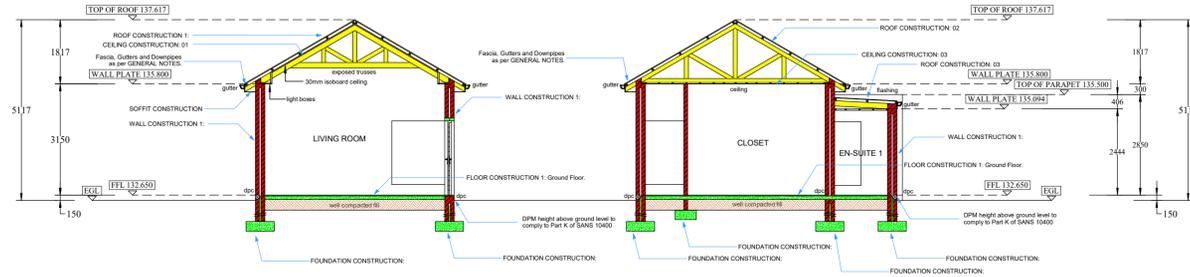 TOP OF ROOF 137.617
ROOF CONSTRUCTION 1:
CEILING CONSTRUCTION: 01
Fascia, Gutters and Downpipes
as per GENERAL NOTES.
WALL PLATE 135.800
exposed trusses
30mm isoboard ceiling
gutter
gutter
light boxes
SOFFIT CONSTRUCTION
WALL CONSTRUCTION 1:
WALL CONSTRUCTION 1:
LIVING ROOM
FLOOR CONSTRUCTION 1: Ground Floor.
1817
5117
3150
150
EGL
FFL 132.650
dpc
dpc
well compacted fill
DPM height above ground level to
comply to Part K of SANS 10400
FOUNDATION CONSTRUCTION:
FOUNDATION CONSTRUCTION:
TOP OF ROOF 137.617
ROOF CONSTRUCTION: 02
Fascia, Gutters and Downpipes
as per GENERAL NOTES.
CEILING CONSTRUCTION: 03
ROOF CONSTRUCTION: 03
WALL PLATE 135.800
TOP OF PARAPET 135.500
WALL PLATE 135.094
gutter
ceiling
gutter
flashing
gutter
WALL CONSTRUCTION 1:
CLOSET
EN-SUITE 1
FLOOR CONSTRUCTION 1: Ground Floor.
1817
300
406
2444
2850
511
150
FFL 132.650
EGL
dpc
dpc
well compacted fill
DPM height above ground level to
comply to Part K of SANS 10400
FOUNDATION CONSTRUCTION:
FOUNDATION CONSTRUCTION:
FOUNDATION CONSTRUCTION:
FOUNDATION CONSTRUCTION: